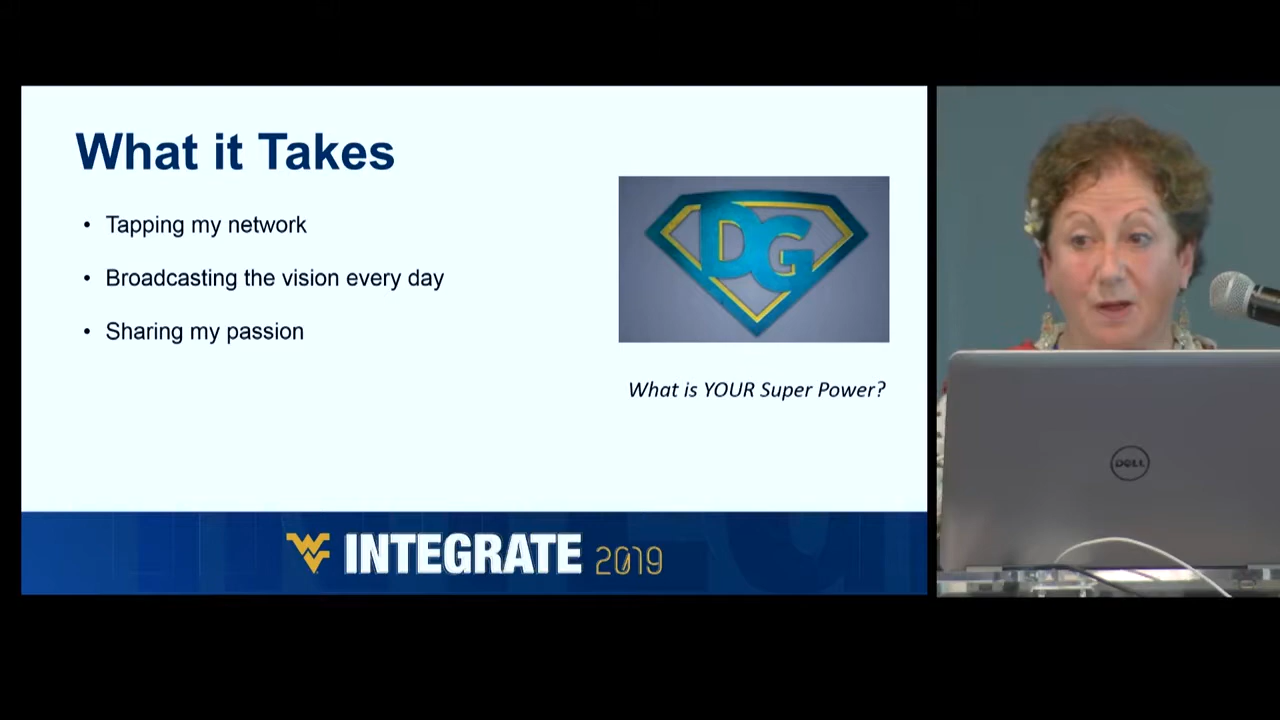 What it Takes
• Tapping my network
• Broadcasting the vision every day
• Sharing my passion
DG
What is YOUR Super Power?
WV INTEGRATE 2019
DELL